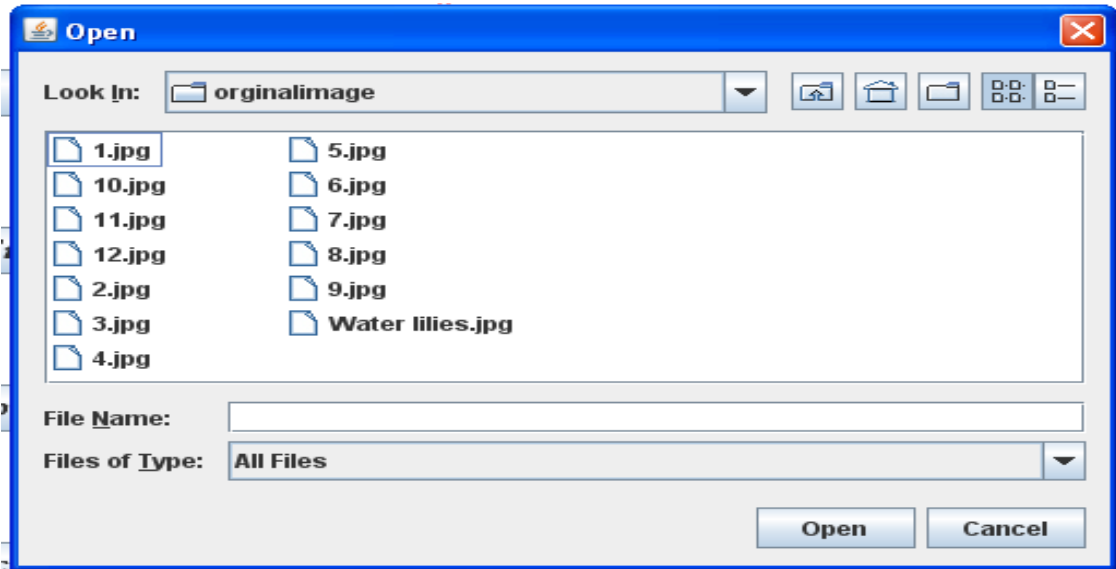 Open
Look In: orginalimage
1.jpg
10.jpg
11.jpg
12.jpg
2.jpg
3.jpg
4.jpg
5.jpg
6.jpg
7.jpg
8.jpg
9.jpg
Water lilies.jpg
File Name:
Files of Type: All Files
Open Cancel